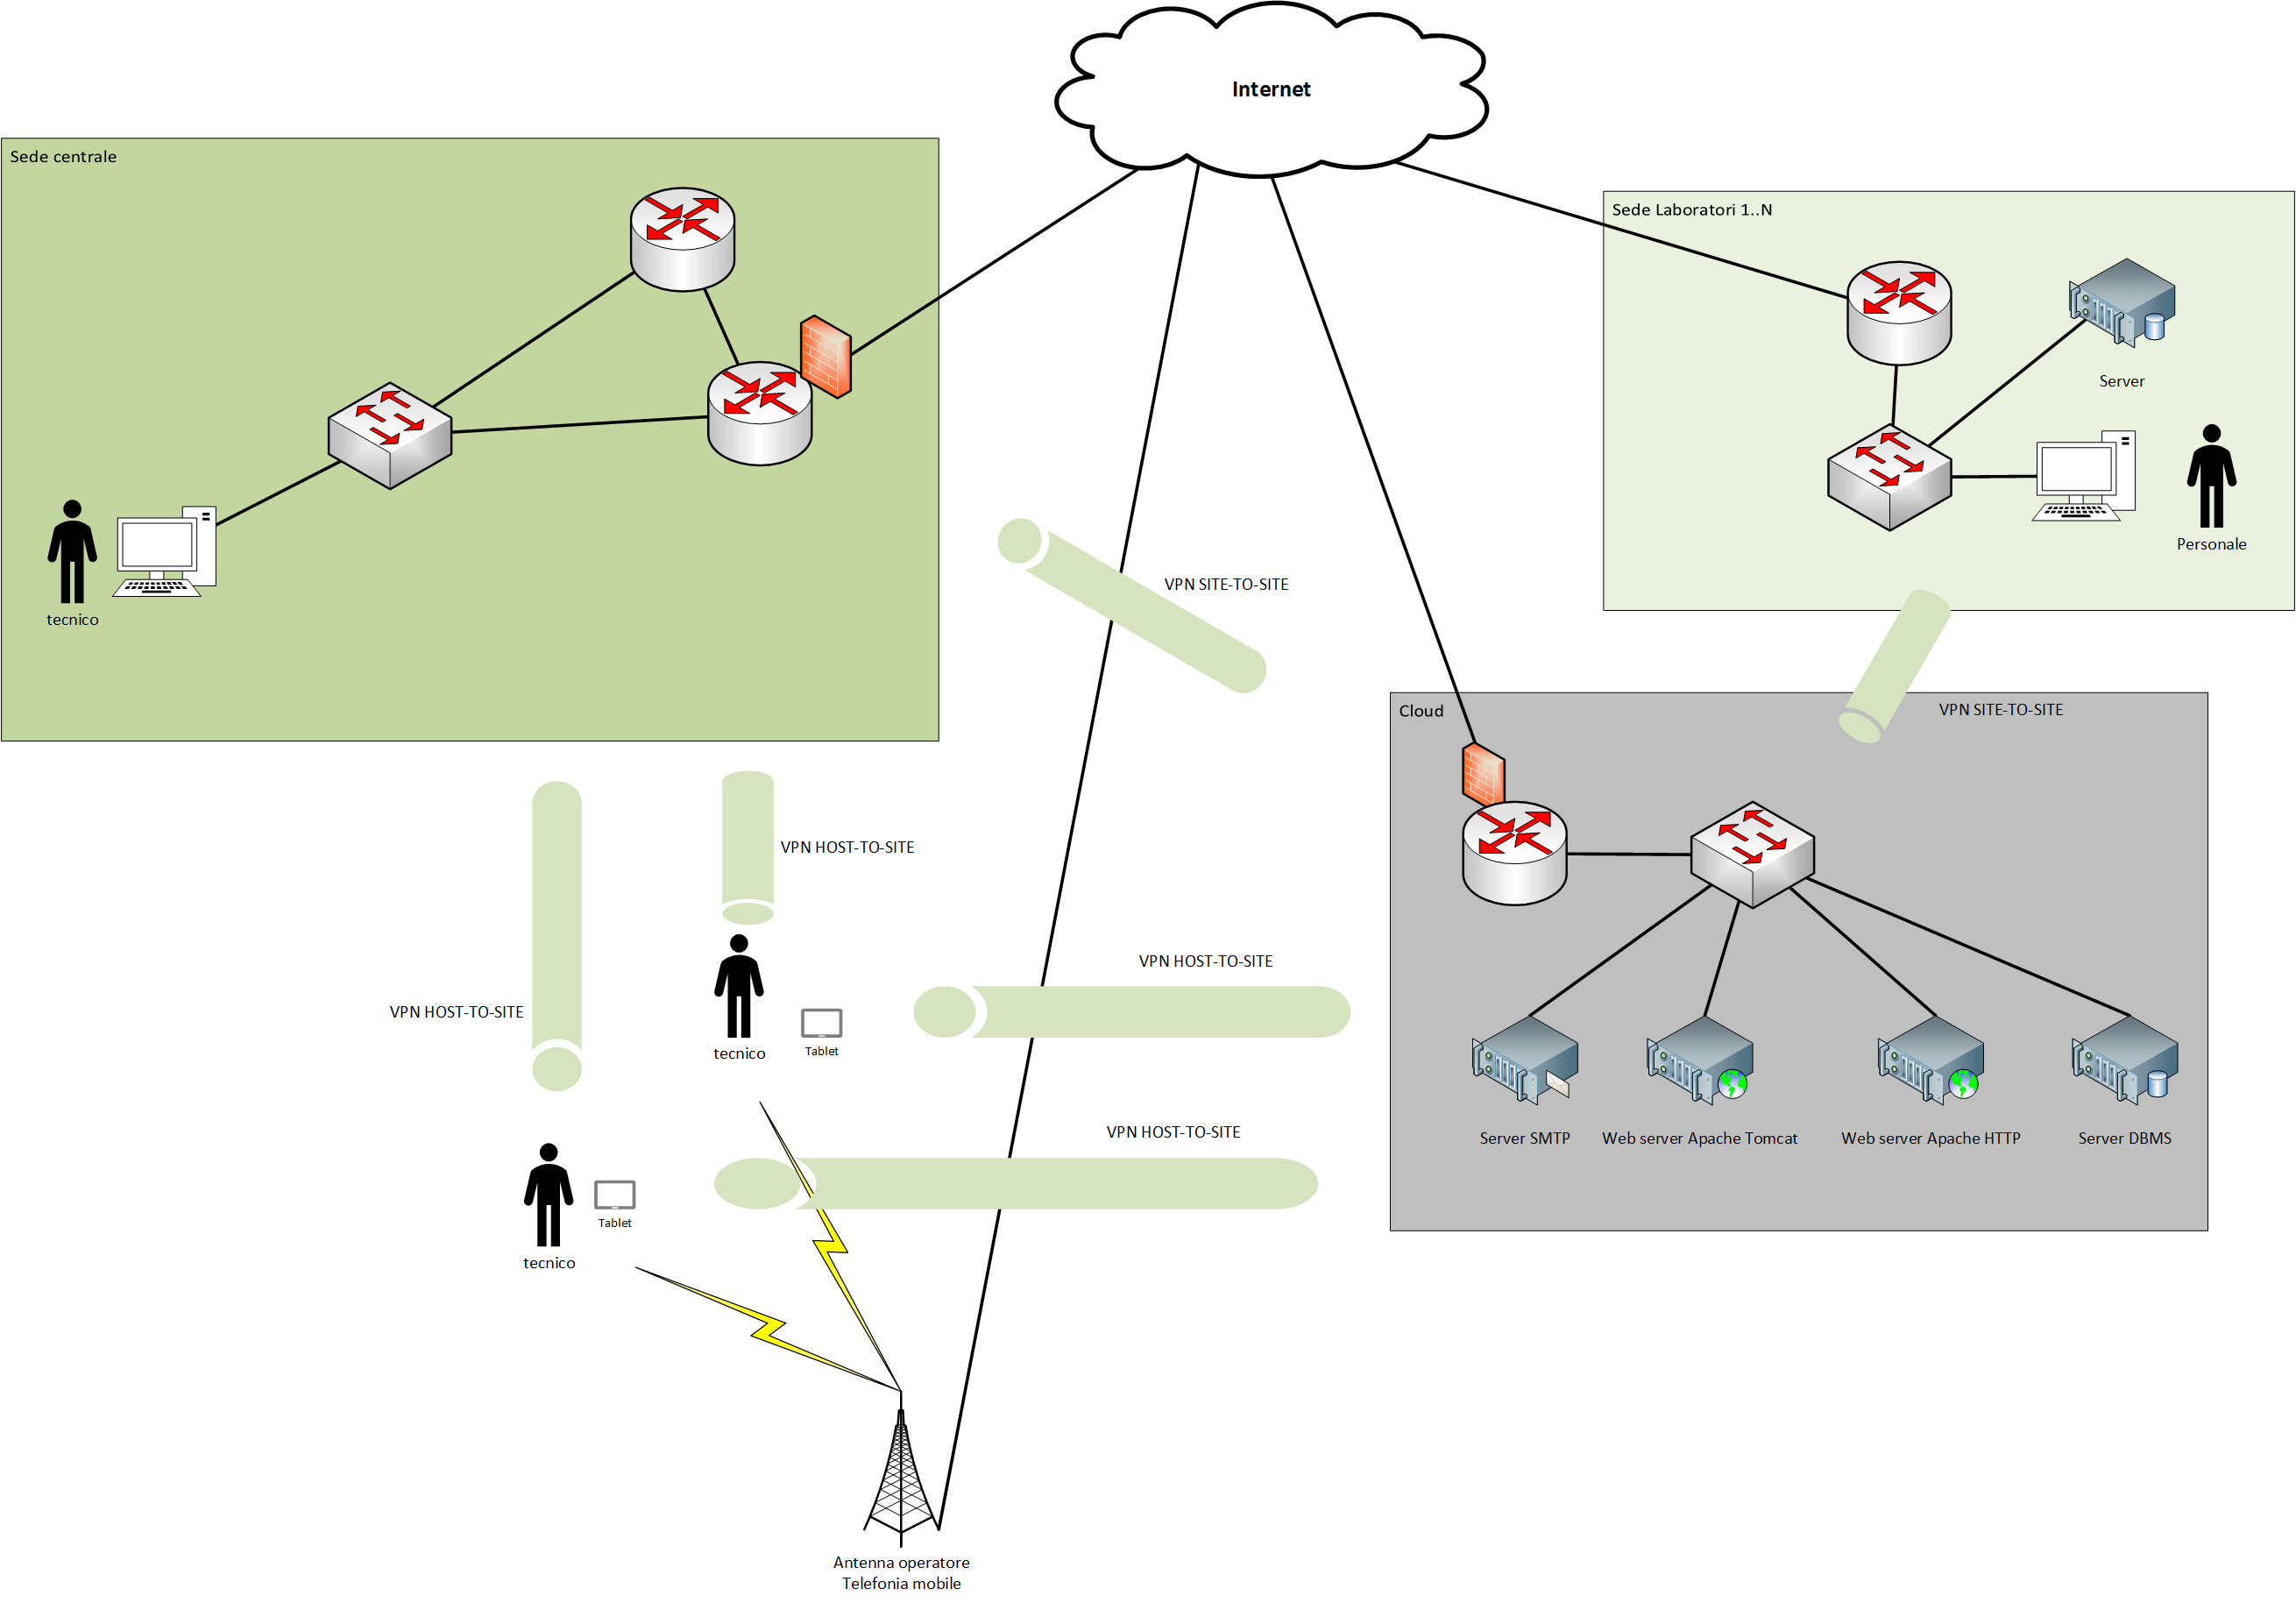 Internet
Sede centrale
Sede Laboratori 1..N
Server
Personale
tecnico
VPN SITE-TO-SITE
Cloud
VPN SITE-TO-SITE
VPN HOST-TO-SITE
VPN HOST-TO-SITE
VPN HOST-TO-SITE
tecnico
Tablet
VPN HOST-TO-SITE
Server SMTP
Web server Apache Tomcat
Web server Apache HTTP
Server DBMS
Tablet
tecnico
Antenna operatore
Telefonia mobile